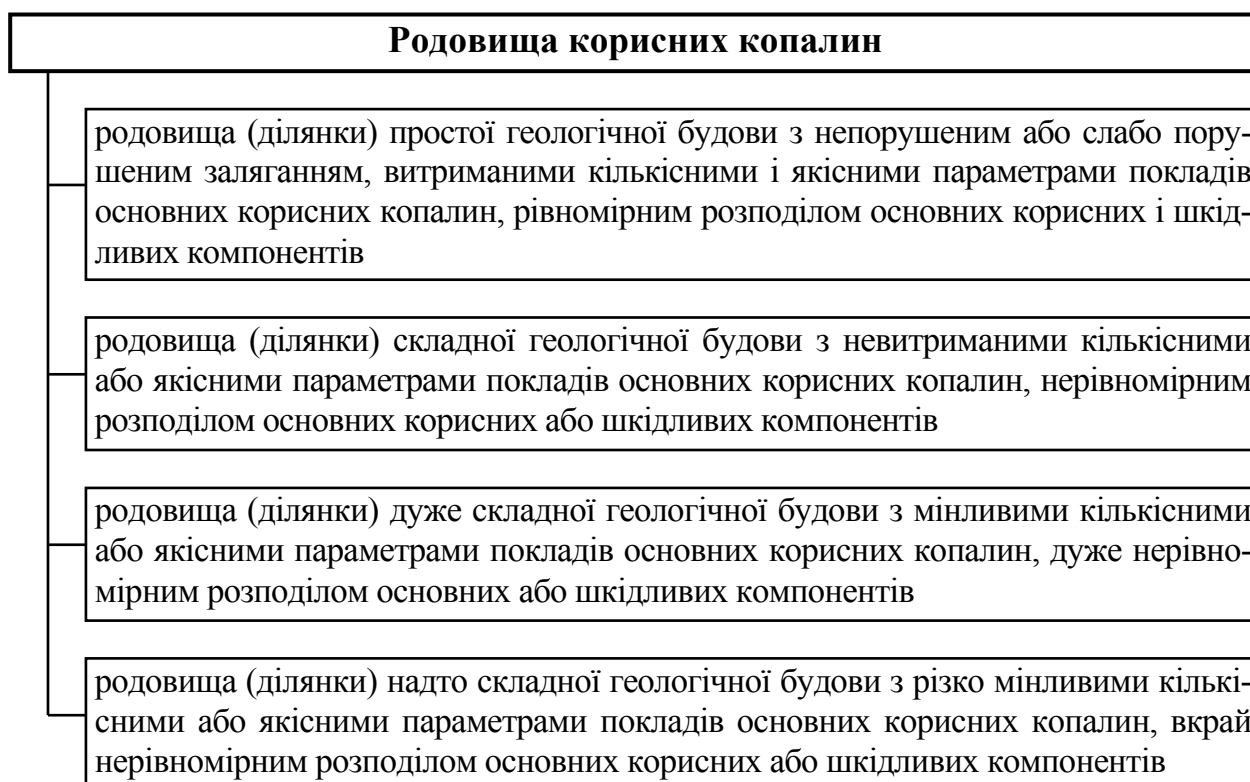 Родовища корисних копалин
родовища (ділянки) простої геологічної будови з непорушеним або слабо пору-
шеним заляганням, витриманими кількісними і якісними параметрами покладів
основних корисних копалин, рівномірним розподілом основних корисних і шкід-
ливих компонентів
родовища (ділянки) складної геологічної будови з невитриманими кількісними
або якісними параметрами покладів основних корисних копалин, нерівномірним
розподілом основних корисних або шкідливих компонентів
родовища (ділянки) дуже складної геологічної будови з мінливими кількісними
або якісними параметрами покладів основних корисних копалин, дуже нерівно-
мірним розподілом основних або шкідливих компонентів
родовища (ділянки) надто складної геологічної будови з різко мінливими кількі-
сними або якісними параметрами покладів основних корисних копалин, вкрай
нерівномірним розподілом основних корисних або шкідливих компонентів